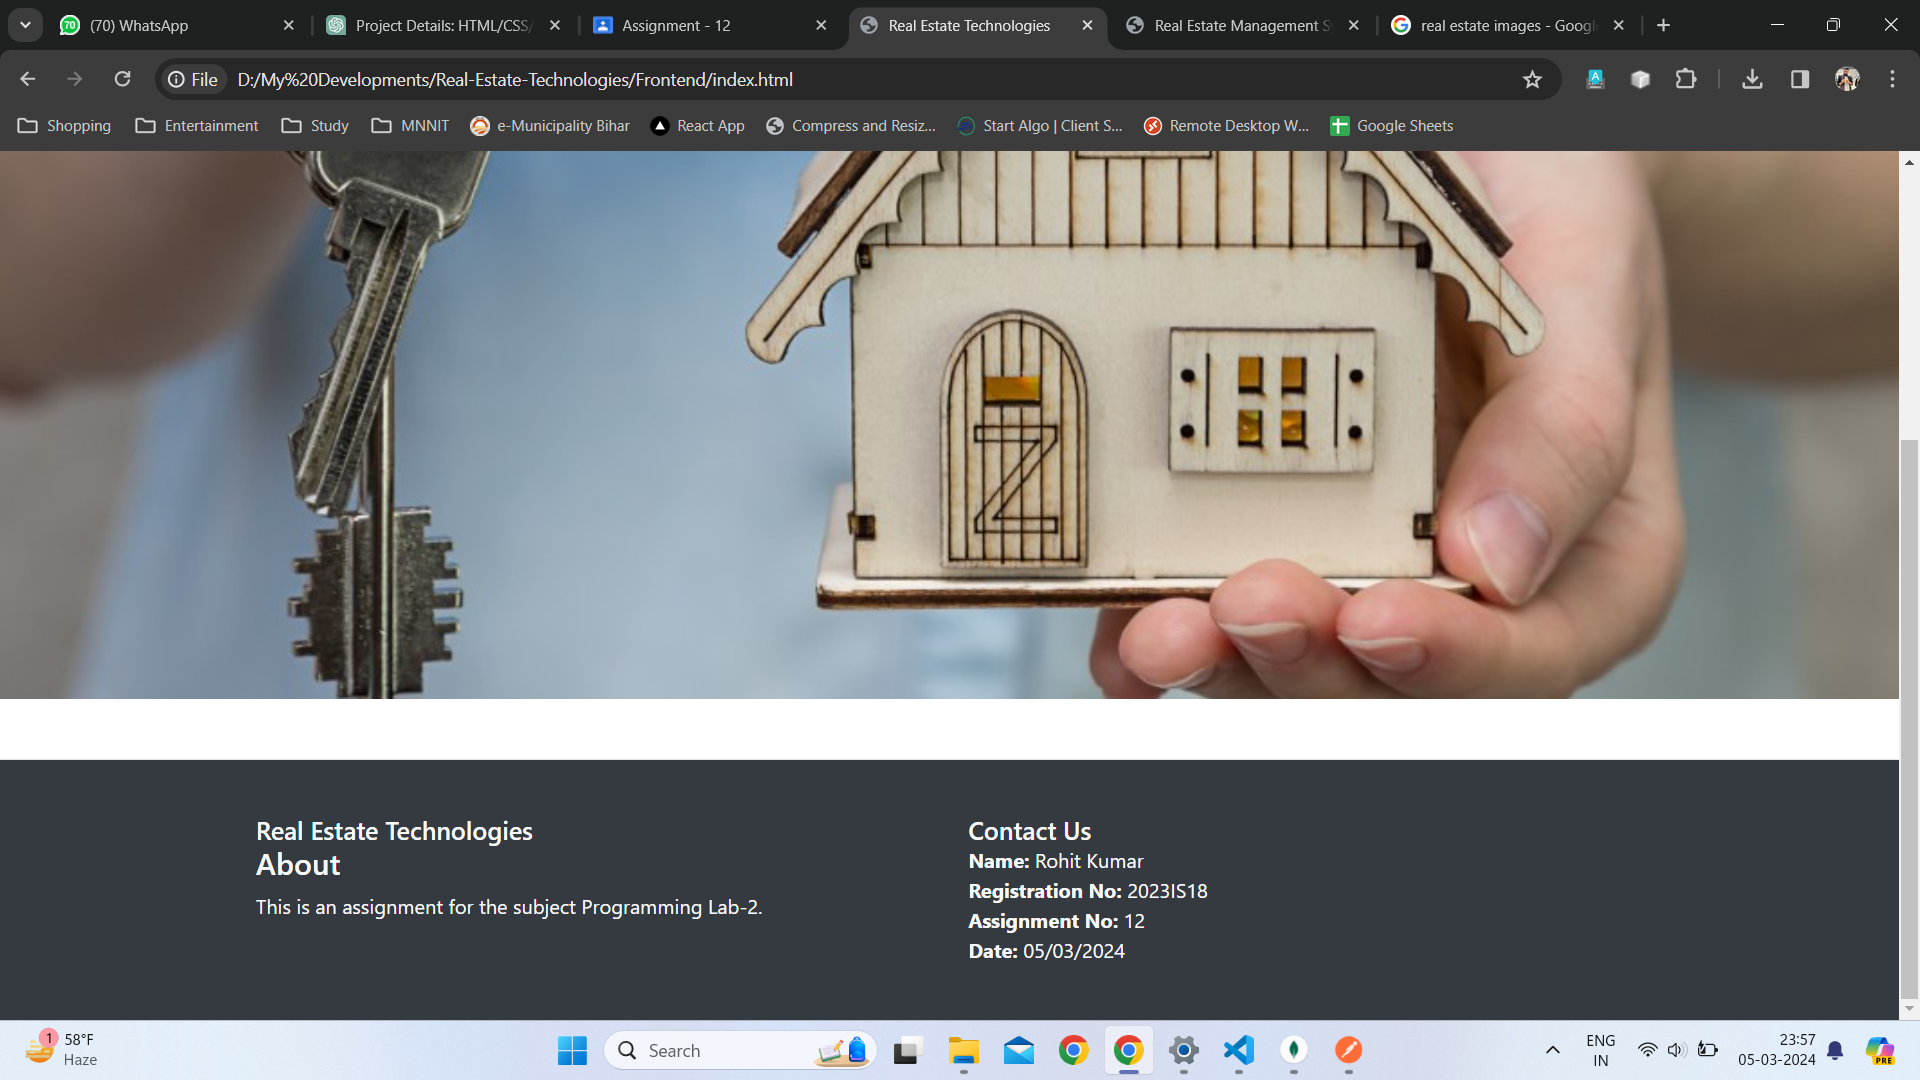 (70) WhatsApp
Project Details: HTML/CSS/
Assignment - 12
Real Estate Technologies
Real Estate Management S
real estate images - Googl
File
D:/My%20Developments/Real-Estate-Technologies/Frontend/index.html
Shopping
Entertainment
Study
MNNIT
e-Municipality Bihar
React App
Compress and Resiz...
Start Algo | Client S...
Remote Desktop W...
Google Sheets
Real Estate Technologies
About
This is an assignment for the subject Programming Lab-2.
Contact Us
Name: Rohit Kumar
Registration No: 2023IS18
Assignment No: 12
Date: 05/03/2024
1
58°F
Haze
Search
ENG
IN
23:57
05-03-2024
PRE